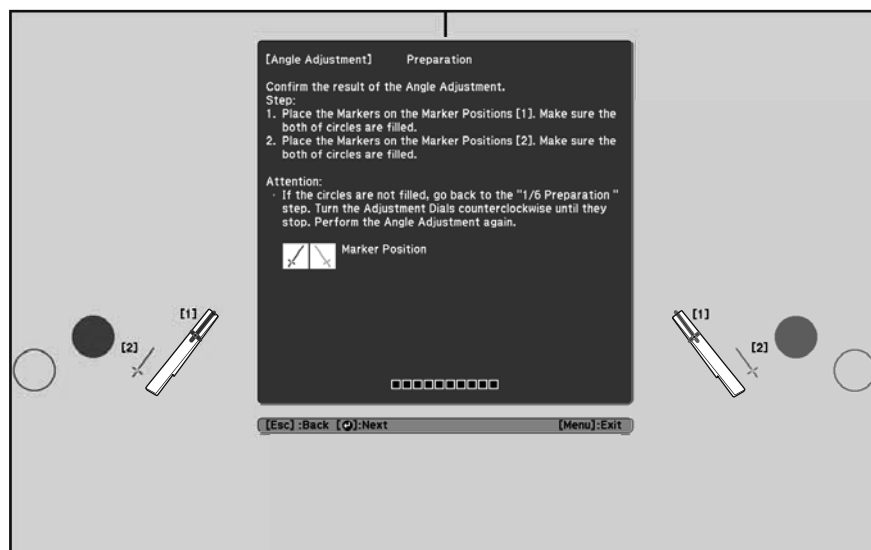 [Angle Adjustment] Preparation
Confirm the result of the Angle Adjustment.
Step:
1. Place the Markers on the Marker Positions [1]. Make sure the
both of circles are filled.
2. Place the Markers on the Marker Positions [2]. Make sure the
both of circles are filled.
Attention:
· If the circles are not filled, go back to the "1/6 Preparation "
step. Turn the Adjustment Dials counterclockwise until they
stop. Perform the Angle Adjustment again.
Marker Position
[1]
[2]
[1]
[2]
[Esc] :Back [↵]:Next [Menu]:Exit